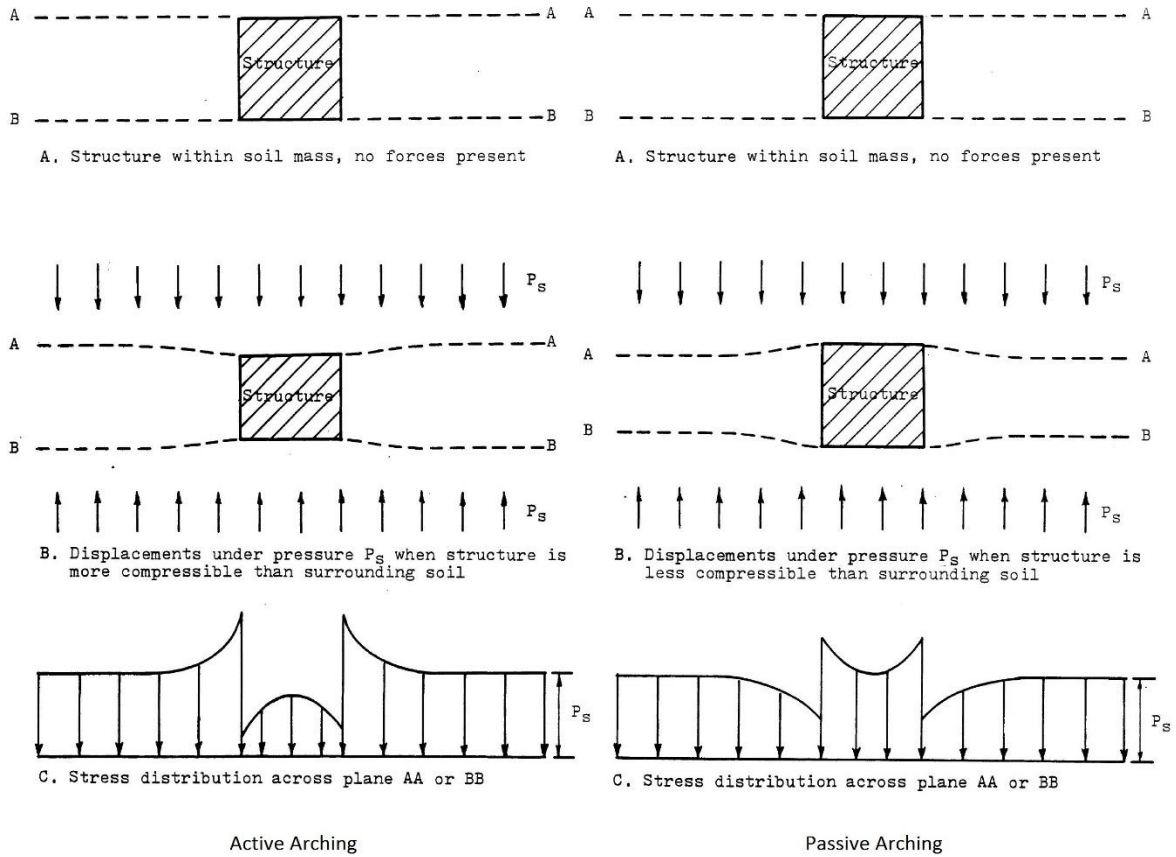 A A
Structure
B B
A. Structure within soil mass, no forces present
P_s
A A
Structure
B B
P_s
B. Displacements under pressure P_s when structure is
more compressible than surrounding soil
P_s
C. Stress distribution across plane AA or BB
Active Arching
A A
Structure
B B
A. Structure within soil mass, no forces present
P_s
A A
Structure
B B
P_s
B. Displacements under pressure P_s when structure is
less compressible than surrounding soil
P_s
C. Stress distribution across plane AA or BB
Passive Arching